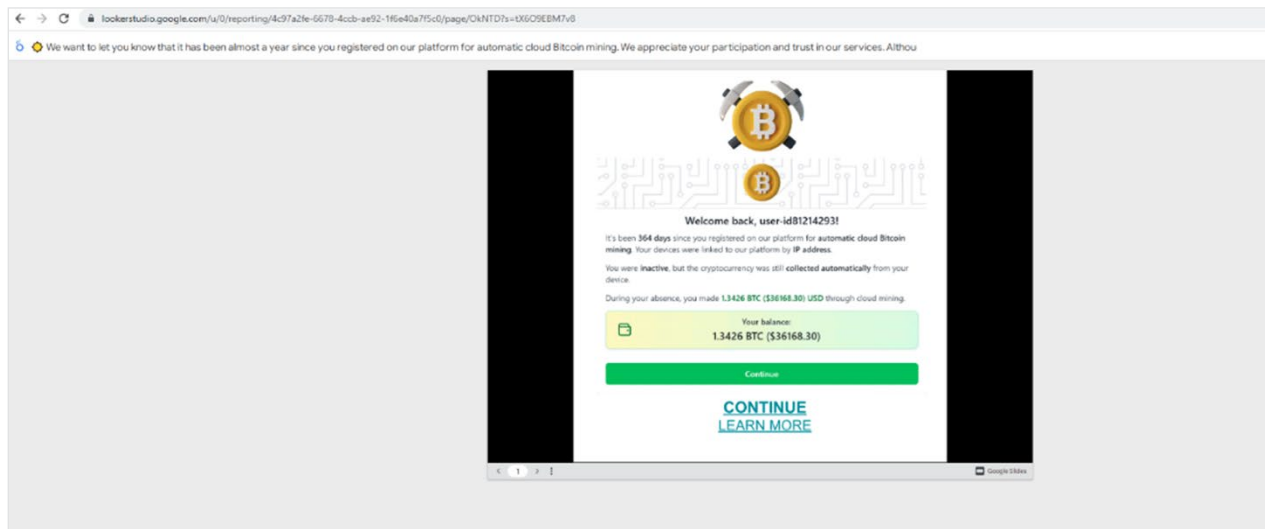 lookerstudio.google.com/u/0/reporting/4c97a2fe-6678-4ccb-ae92-1f6e40a7f5c0/page/OkNTD?s=tX6O9EBM7v8
We want to let you know that it has been almost a year since you registered on our platform for automatic cloud Bitcoin mining. We appreciate your participation and trust in our services. Althou
Welcome back, user-id81214293!
It's been 364 days since you registered on our platform for automatic cloud Bitcoin
mining. Your devices were linked to our platform by IP address.
You were inactive, but the cryptocurrency was still collected automatically from your
device.
During your absence, you made 1.3426 BTC ($36168.30) USD through cloud mining.
Your balance:
1.3426 BTC ($36168.30)
Continue
CONTINUE
LEARN MORE
1
Google Slides